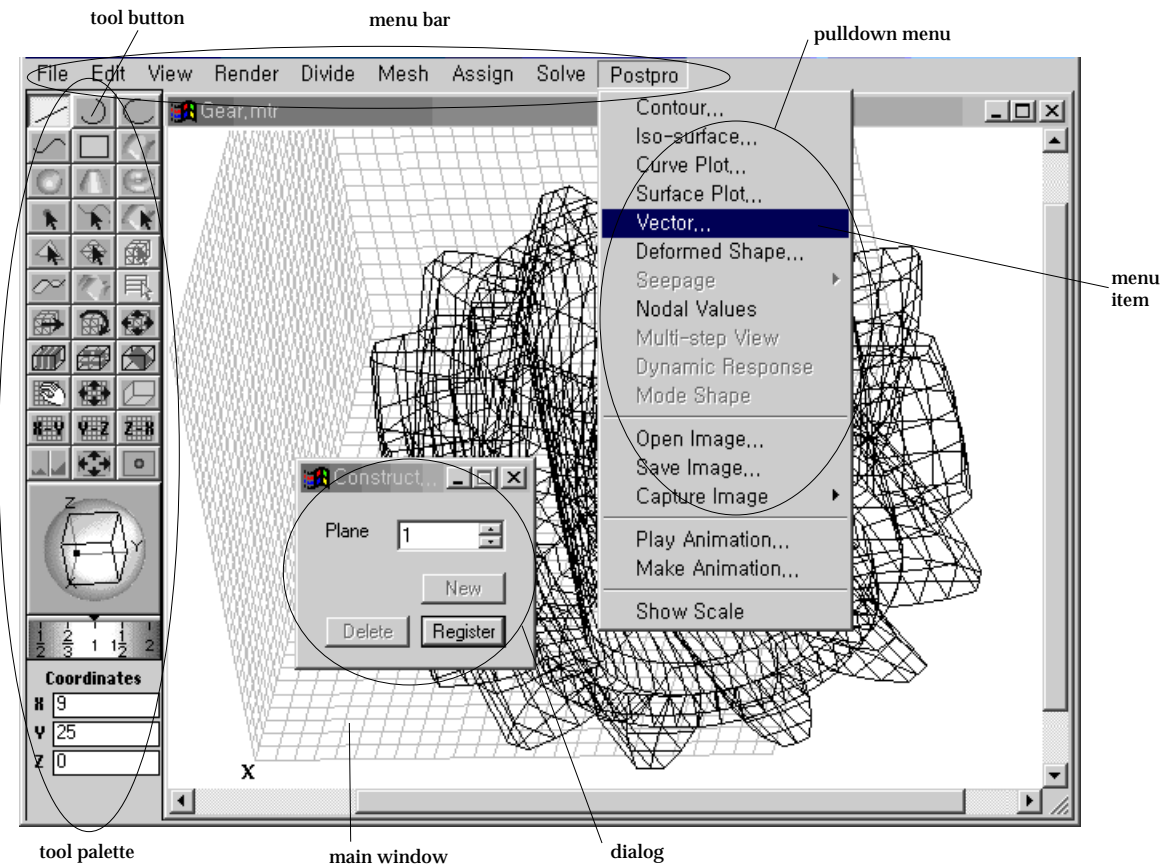 tool button
menu bar
pulldown menu
File Edit View Render Divide Mesh Assign Solve Postpro
Gear.mtr
Contour...
Iso-surface...
Curve Plot...
Surface Plot...
Vector...
Deformed Shape...
Seepage
Nodal Values
Multi-step View
Dynamic Response
Mode Shape
Open Image...
Save Image...
Capture Image
Play Animation...
Make Animation...
Show Scale
menu
item
X-Y Y-Z Z-X
Z
Y
X
1/2 2/3 1 1 1/2 2
Coordinates
X 9
Y 25
Z 0
Construct...
Plane 1
New
Delete Register
X
tool palette
main window
dialog